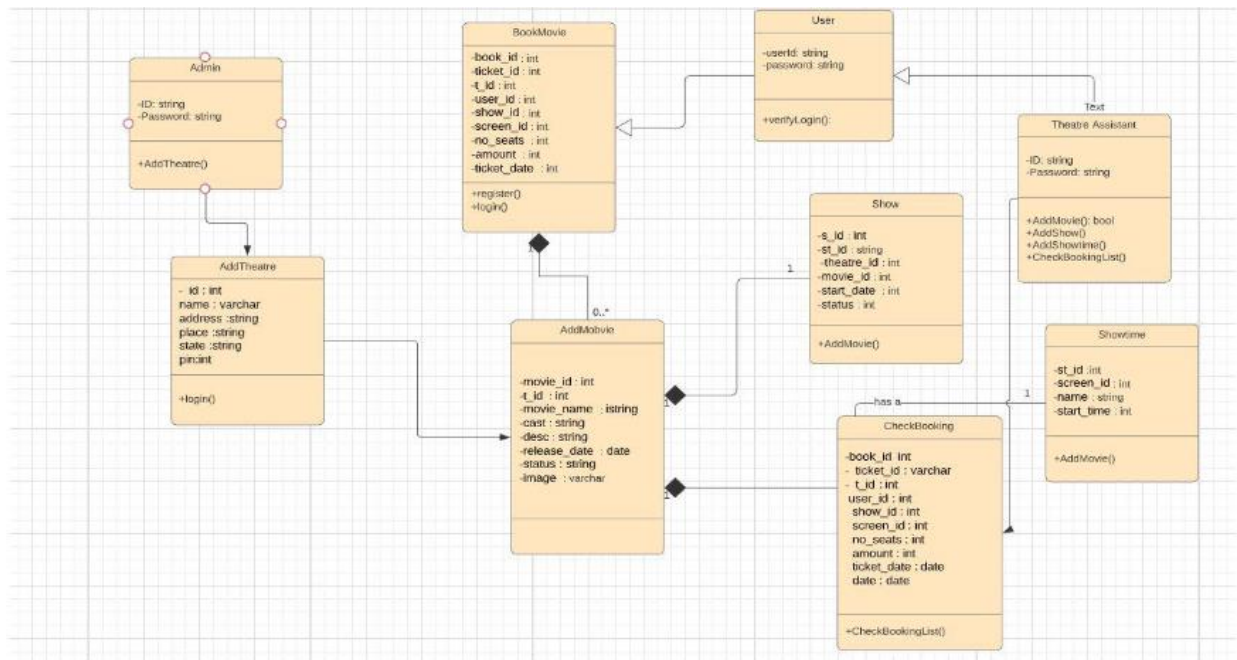 Admin
-ID: string
-Password: string
+AddTheatre()
BookMovie
-book_id : int
-ticket_id : int
-t_id : int
-user_id : int
-show_id : int
-screen_id : int
-no_seats : int
-amount : int
-ticket_date : int
+register()
+login()
User
-userId: string
-password: string
+verifyLogin():
Text
Theatre Assistant
-ID: string
-Password: string
+AddMovie(): bool
+AddShow()
+AddShowtime()
+CheckBookingList()
AddTheatre
- id : int
name : varchar
address :string
place :string
state :string
pin:int
+login()
1
0..*
AddMobvie
-movie_id : int
-t_id : int
-movie_name : istring
-cast : string
-desc : string
-release_date : date
-status : string
-image : varchar
1
1
1
Show
-s_id : int
-st_id : string
-theatre_id : int
-movie_id : int
-start_date : int
-status : int
+AddMovie()
has a
1
Showtime
-st_id :int
-screen_id : int
-name : string
-start_time : int
+AddMovie()
CheckBooking
-book_id int
- ticket_id : varchar
- t_id : int
user_id : int
show_id : int
screen_id : int
no_seats : int
amount : int
ticket_date : date
date : date
+CheckBookingList()